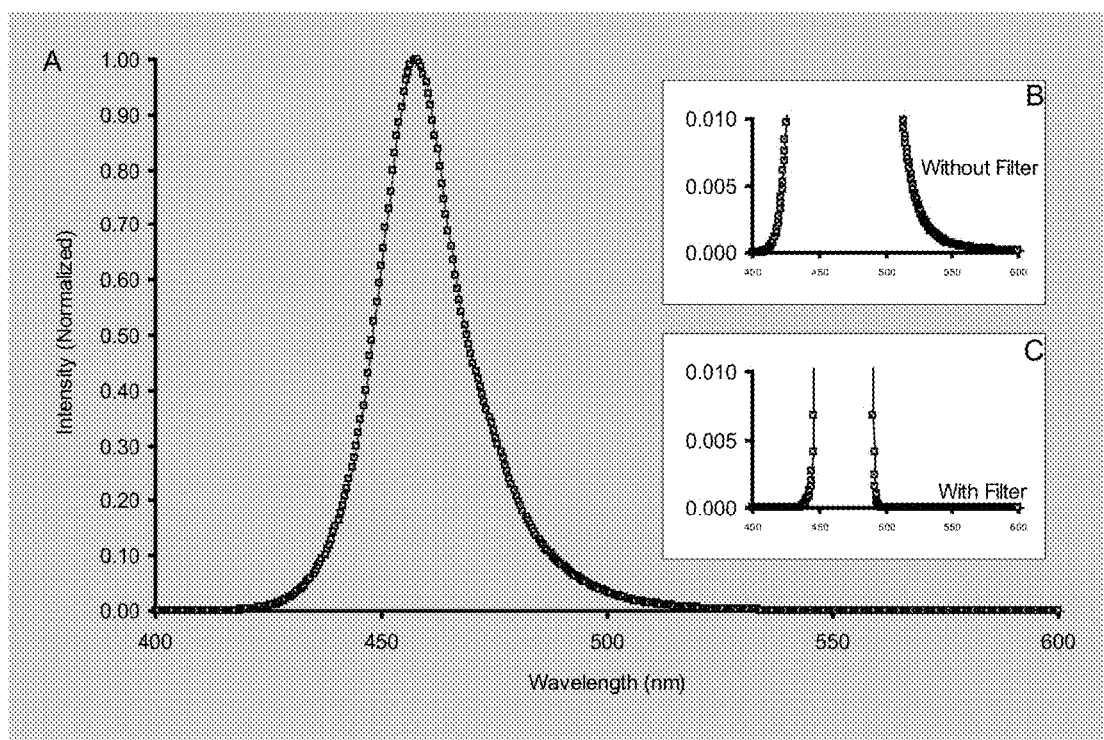 A
1.00
0.90
0.80
0.70
0.60
0.50
0.40
0.30
0.20
0.10
0.00
Intensity (Normalized)
400 450 500 550 600
Wavelength (nm)
B
0.010
0.005
0.000
Without Filter
400 450 500 550 600
C
0.010
0.005
0.000
With Filter
400 450 500 550 600